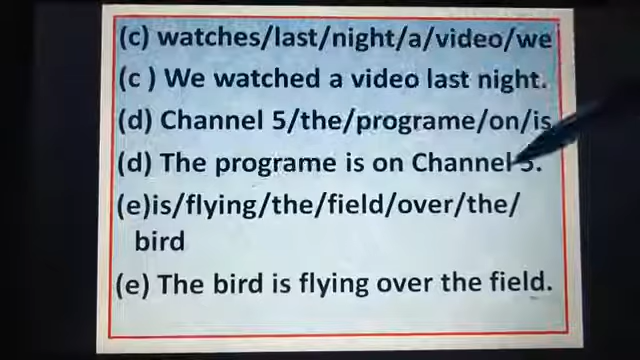 (c) watches/last/night/a/video/we
(c ) We watched a video last night.
(d) Channel 5/the/programe/on/is
(d) The programe is on Channel 5.
(e)is/flying/the/field/over/the/
bird
(e) The bird is flying over the field.